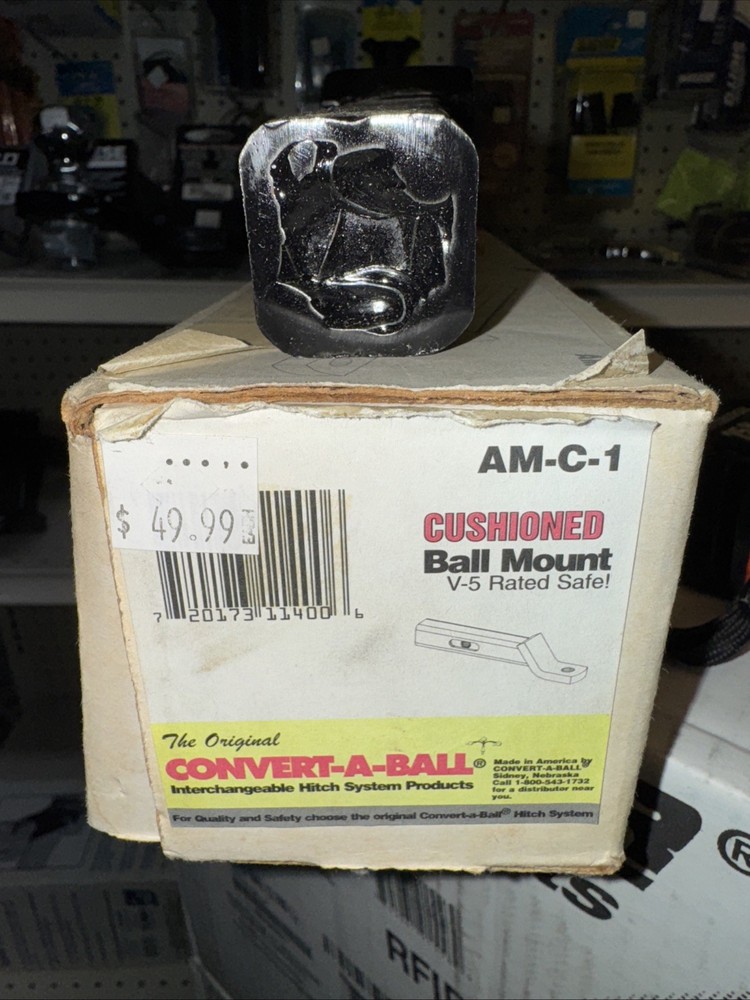 AM-C-1
$ 49.99
CUSHIONED
Ball Mount
V-5 Rated Safe!
7 20173 11400 6
The Original
CONVERT-A-BALL®
Interchangeable Hitch System Products
Made in America by
CONVERT-A-BALL®
Sidney, Nebraska
Call 1-800-543-1732
for a distributor near
you.
For Quality and Safety choose the original Convert-a-Ball® Hitch System